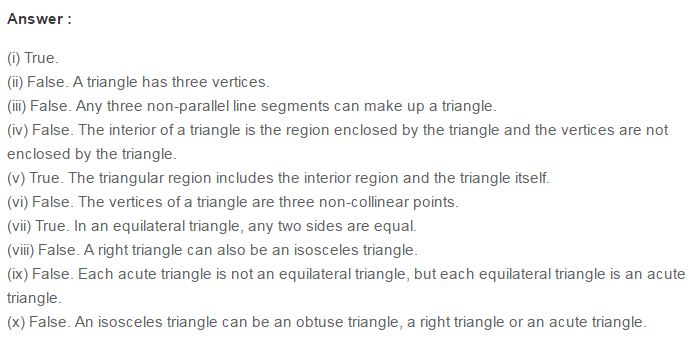 Answer :
(i) True.
(ii) False. A triangle has three vertices.
(iii) False. Any three non-parallel line segments can make up a triangle.
(iv) False. The interior of a triangle is the region enclosed by the triangle and the vertices are not
enclosed by the triangle.
(v) True. The triangular region includes the interior region and the triangle itself.
(vi) False. The vertices of a triangle are three non-collinear points.
(vii) True. In an equilateral triangle, any two sides are equal.
(viii) False. A right triangle can also be an isosceles triangle.
(ix) False. Each acute triangle is not an equilateral triangle, but each equilateral triangle is an acute
triangle.
(x) False. An isosceles triangle can be an obtuse triangle, a right triangle or an acute triangle.